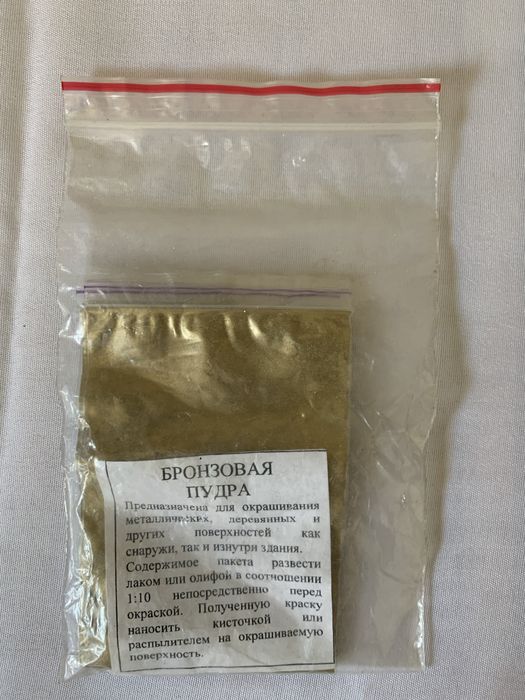 БРОНЗОВАЯ
ПУДРА
Предназначена для окрашивания
металлических, деревянных и
других поверхностей как
снаружи, так и изнутри здания.
Содержимое пакета развести
лаком или олифой в соотношении
1:10 непосредственно перед
окраской. Полученную краску
наносить кисточкой или
распылителем на окрашиваемую
поверхность.